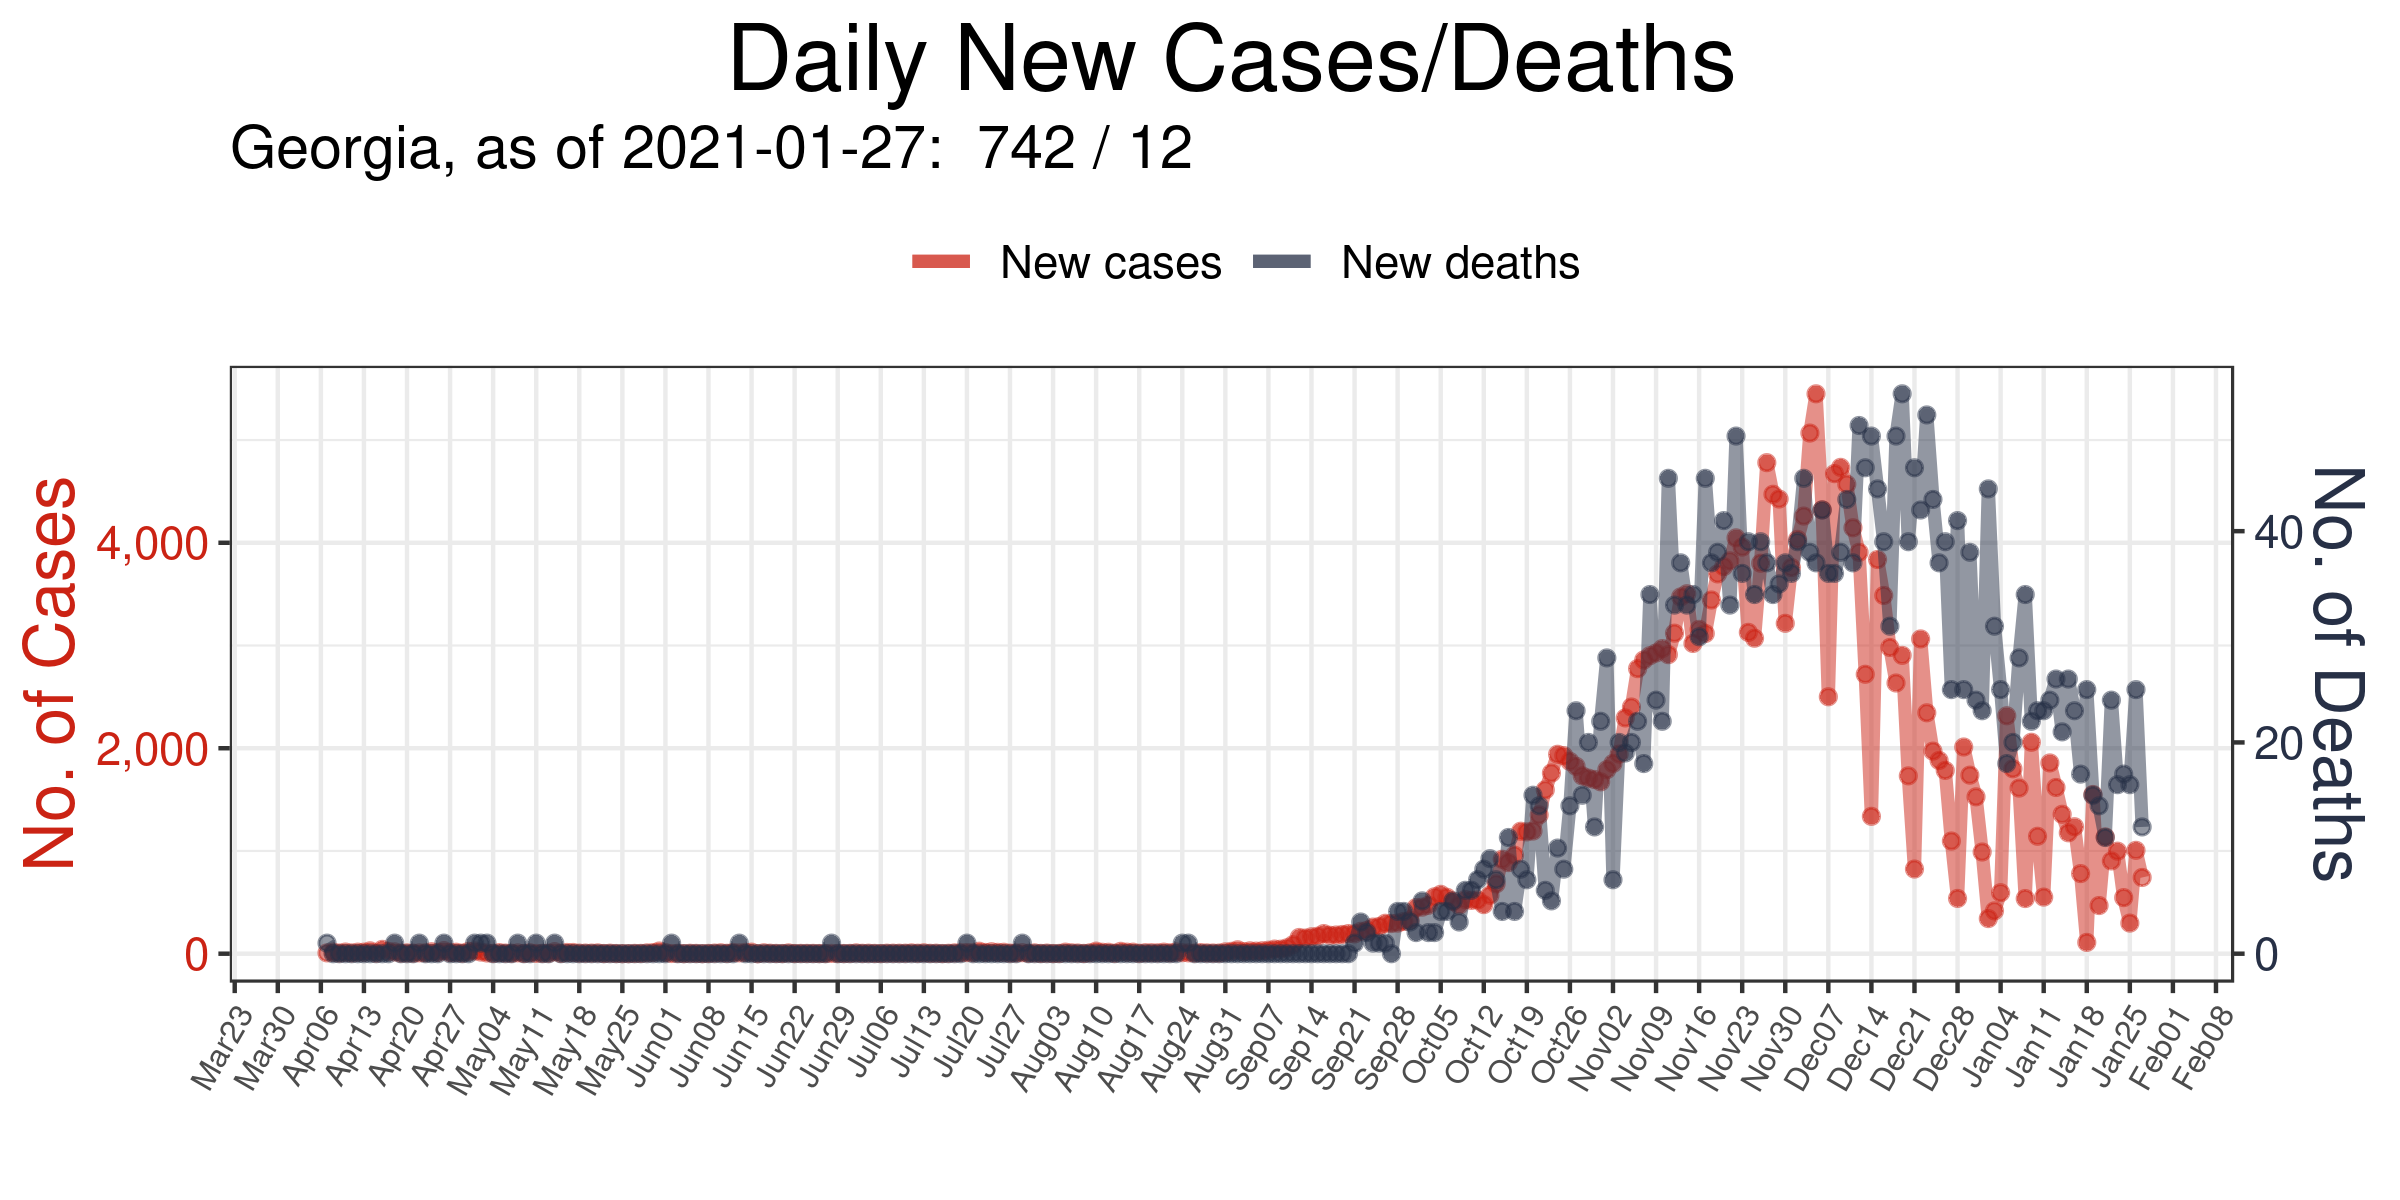 Daily New Cases/Deaths
Georgia, as of 2021-01-27:  742 / 12
New cases
New deaths
No. of Cases
4,000
2,000
0
No. of Deaths
40
20
0
Mar23
Mar30
Apr06
Apr13
Apr20
Apr27
May04
May11
May18
May25
Jun01
Jun08
Jun15
Jun22
Jun29
Jul06
Jul13
Jul20
Jul27
Aug03
Aug10
Aug17
Aug24
Aug31
Sep07
Sep14
Sep21
Sep28
Oct05
Oct12
Oct19
Oct26
Nov02
Nov09
Nov16
Nov23
Nov30
Dec07
Dec14
Dec21
Dec28
Jan04
Jan11
Jan18
Jan25
Feb01
Feb08